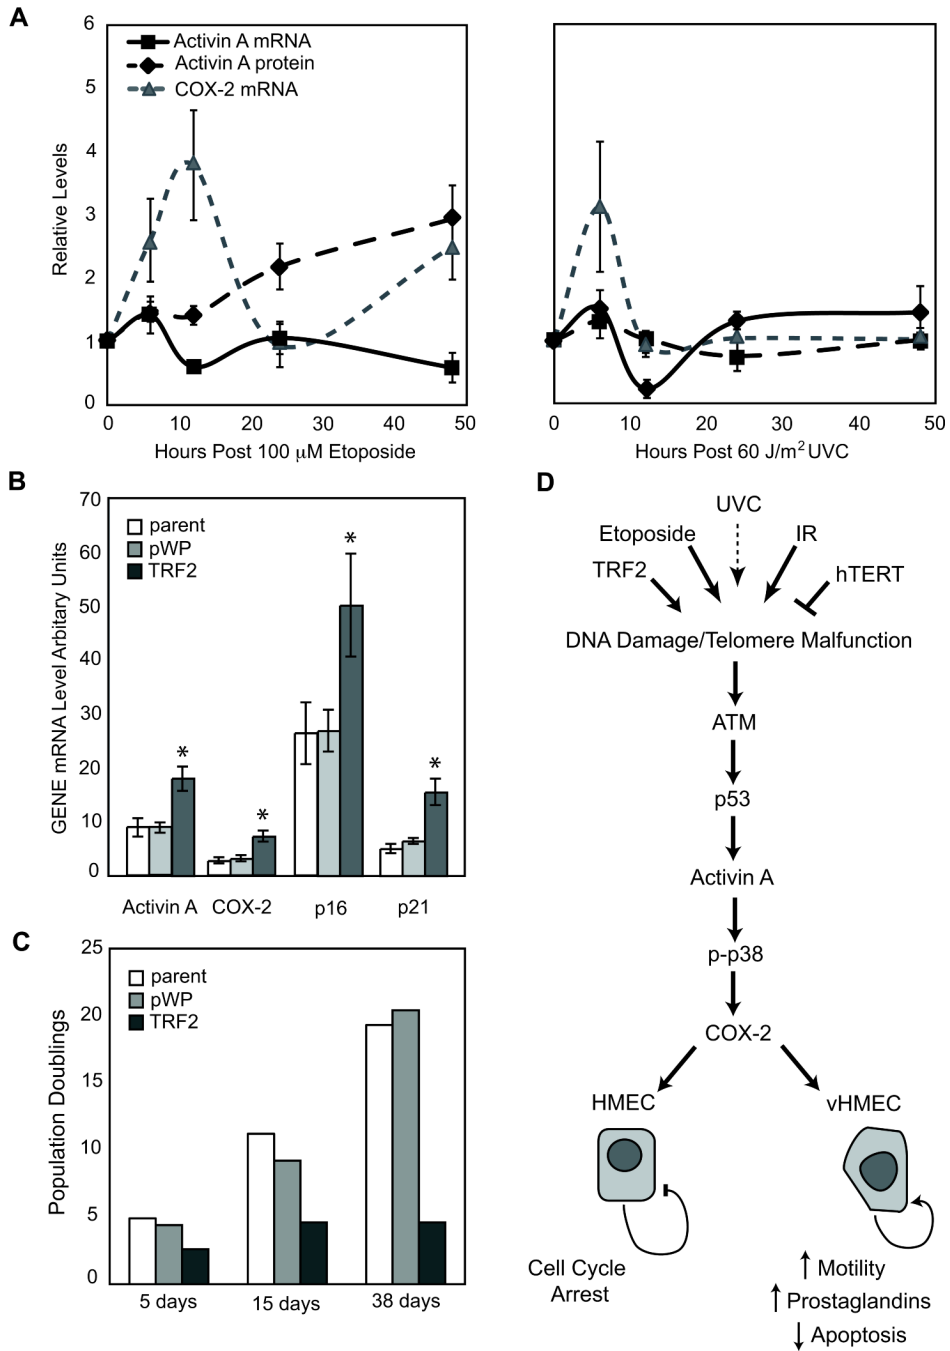 A
6
5
4
3
2
1
0
Relative Levels
Activin A mRNA
Activin A protein
COX-2 mRNA
0 10 20 30 40 50
Hours Post 100 μM Etoposide
0 10 20 30 40 50
Hours Post 60 J/m2 UVC
B
70
60
50
40
30
20
10
0
GENE mRNA Level Arbitary Units
parent
pWP
TRF2
*
*
*
*
Activin A COX-2 p16 p21
C
25
20
15
10
5
0
Population Doublings
parent
pWP
TRF2
5 days 15 days 38 days
D
UVC
Etoposide IR
TRF2 hTERT
DNA Damage/Telomere Malfunction
ATM
p53
Activin A
p-p38
COX-2
HMEC vHMEC
Cell Cycle
Arrest
↑ Motility
↑ Prostaglandins
↓ Apoptosis